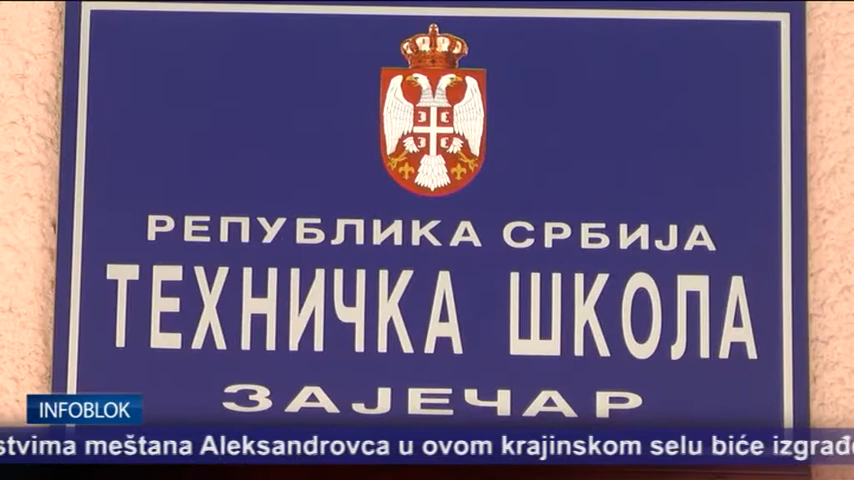 РЕПУБЛИКА СРБИЈА
ТЕХНИЧКА ШКОЛА
ЗАЈЕЧАР
INFOBLOK
meštana Aleksandrovca u ovom krajinskom selu biće